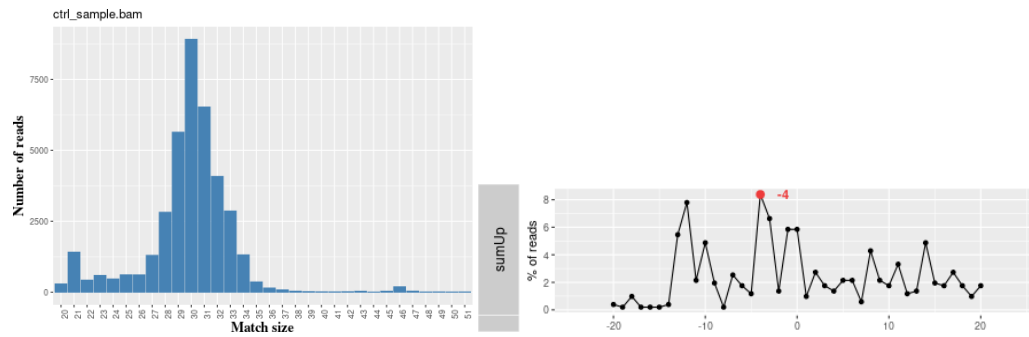 ctrl_sample.bam
Number of reads
7500
5000
2500
0
20 21 22 23 24 25 26 27 28 29 30 31 32 33 34 35 36 37 38 39 40 41 42 43 44 45 46 47 48 49 50 51
Match size
sumUp
% of reads
8
6
4
2
0
-4
-20 -10 0 10 20